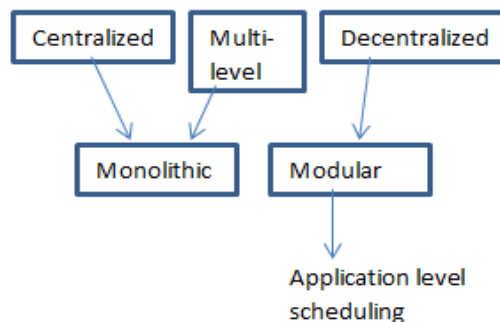 Centralized
Multi-
level
Decentralized
Monolithic
Modular
Application level
scheduling